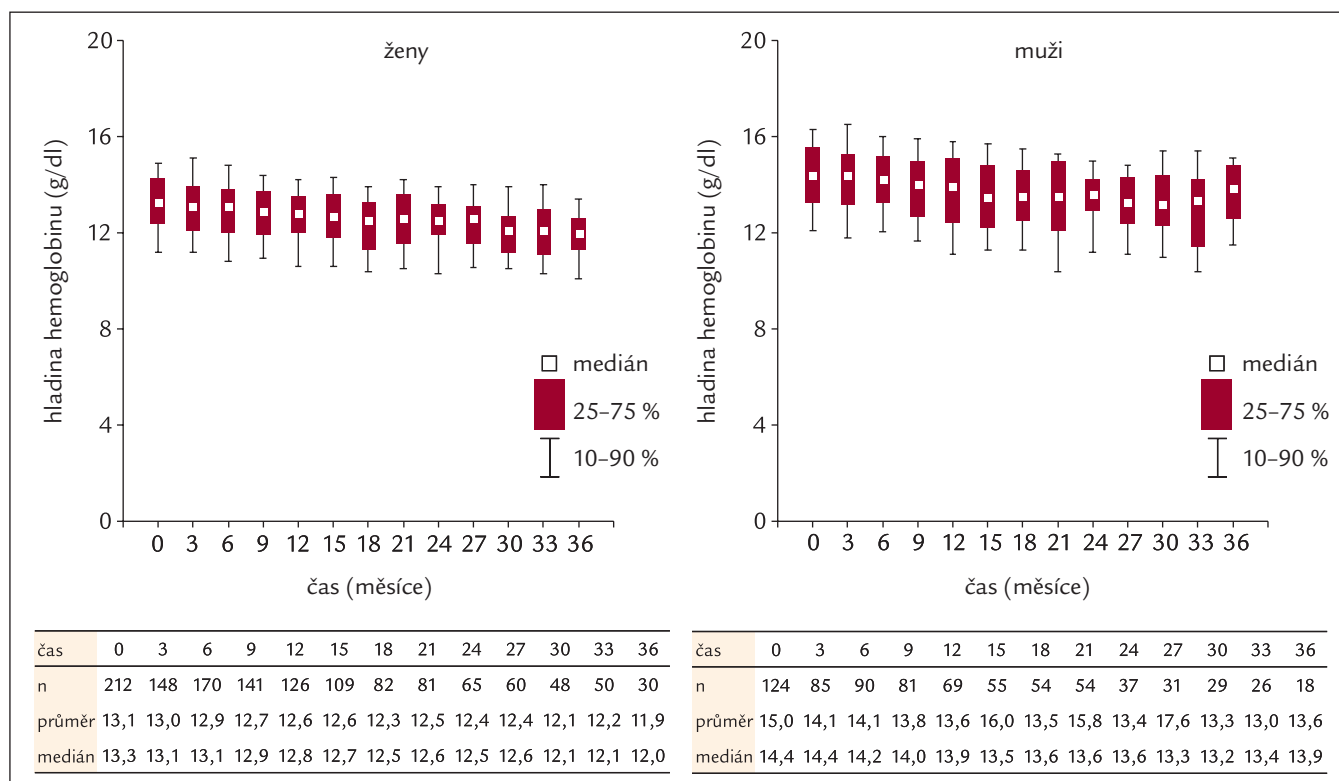 ženy
20
16
12
8
4
0
hladina hemoglobinu (g/dl)
medián
25–75 %
10–90 %
0 3 6 9 12 15 18 21 24 27 30 33 36
čas (měsíce)
muži
20
16
12
8
4
0
hladina hemoglobinu (g/dl)
medián
25–75 %
10–90 %
0 3 6 9 12 15 18 21 24 27 30 33 36
čas (měsíce)
čas 0 3 6 9 12 15 18 21 24 27 30 33 36
n 212 148 170 141 126 109 82 81 65 60 48 50 30
průměr 13,1 13,0 12,9 12,7 12,6 12,6 12,3 12,5 12,4 12,4 12,1 12,2 11,9
medián 13,3 13,1 13,1 12,9 12,8 12,7 12,5 12,6 12,5 12,6 12,1 12,1 12,0
čas 0 3 6 9 12 15 18 21 24 27 30 33 36
n 124 85 90 81 69 55 54 54 37 31 29 26 18
průměr 15,0 14,1 14,1 13,8 13,6 16,0 13,5 15,8 13,4 17,6 13,3 13,0 13,6
medián 14,4 14,4 14,2 14,0 13,9 13,5 13,6 13,6 13,6 13,3 13,2 13,4 13,9